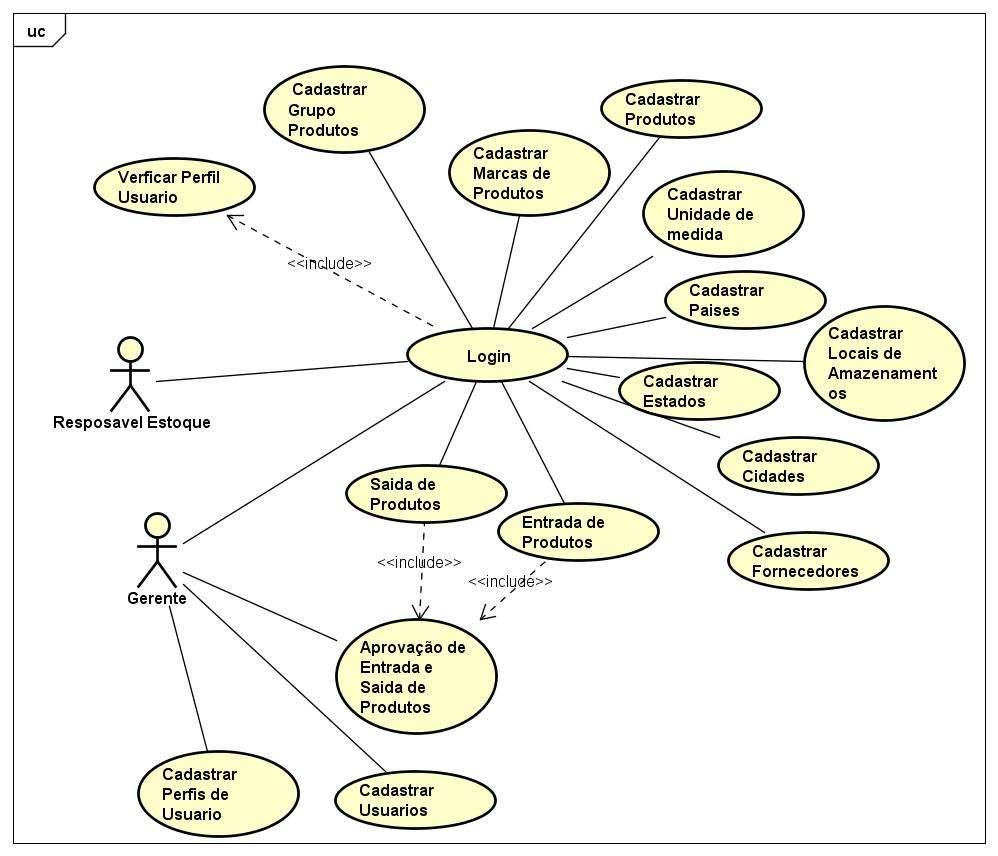 uc
Cadastrar
Grupo
Produtos
Cadastrar
Produtos
Cadastrar
Marcas de
Produtos
Verficar Perfil
Usuario
Cadastrar
Unidade de
medida
<<include>>
Cadastrar
Paises
Cadastrar
Locais de
Amazenament
os
Login
Cadastrar
Estados
Resposavel Estoque
Cadastrar
Cidades
Saida de
Produtos
Entrada de
Produtos
Cadastrar
Fornecedores
<<include>>
<<include>>
Gerente
Aprovação de
Entrada e
Saida de
Produtos
Cadastrar
Perfis de
Usuario
Cadastrar
Usuarios